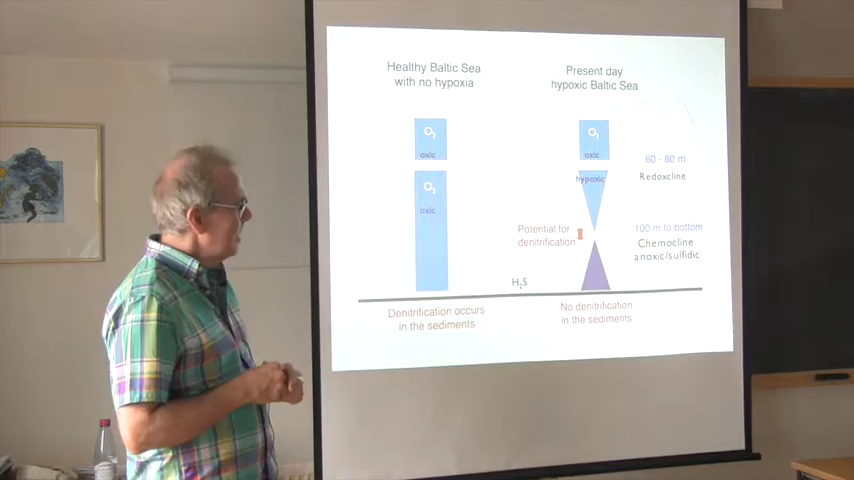 Healthy Baltic Sea
with no hypoxia
O2
oxic
O2
oxic
Denitrification occurs
in the sediments
H2S
Present day
hypoxic Baltic Sea
O2
oxic
hypoxic
Potential for
denitrification
No denitrification
in the sediments
60 - 80 m
Redoxcline
100 m to bottom
Chemocline
anoxic/sulfidic